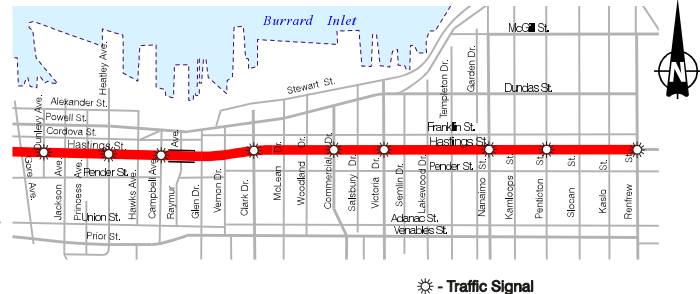 Burrard Inlet
McGill St.
N
Heatley Ave.
Stewart St.
Templeton Dr.
Garden Dr.
Dundas St.
Dunlevy Ave.
Alexander St.
Powell St.
Cordova St.
Hastings St.
Ave.
Franklin St.
Hastings St.
Pender St.
Pender St.
Gore Ave.
Jackson Ave.
Princess Ave.
Hawks Ave.
Campbell Ave.
Raymur
Glen Dr.
Vernon Dr.
Clark Dr.
McLean Dr.
Woodland Dr.
Commercial Dr.
Salsbury Dr.
Victoria Dr.
Semlin Dr.
Lakewood Dr.
Nanaimo St.
Kamloops St.
Penticton St.
Slocan St.
Kaslo St.
Renfrew St.
Union St.
Adanac St.
Venables St.
Prior St.
- Traffic Signal